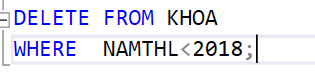 DELETE FROM KHOA
WHERE  NAMTHL<2018;